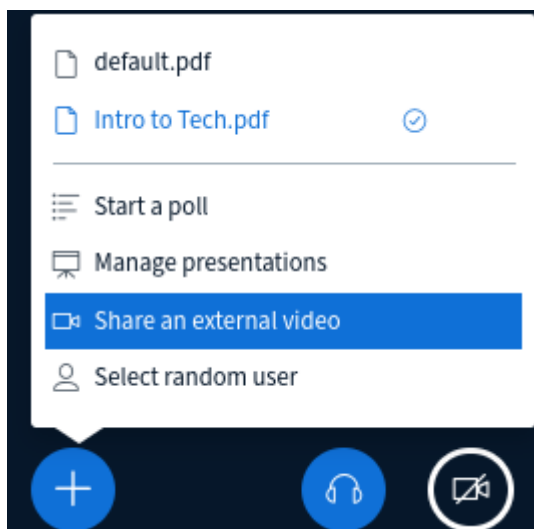 default.pdf
Intro to Tech.pdf
Start a poll
Manage presentations
Share an external video
Select random user